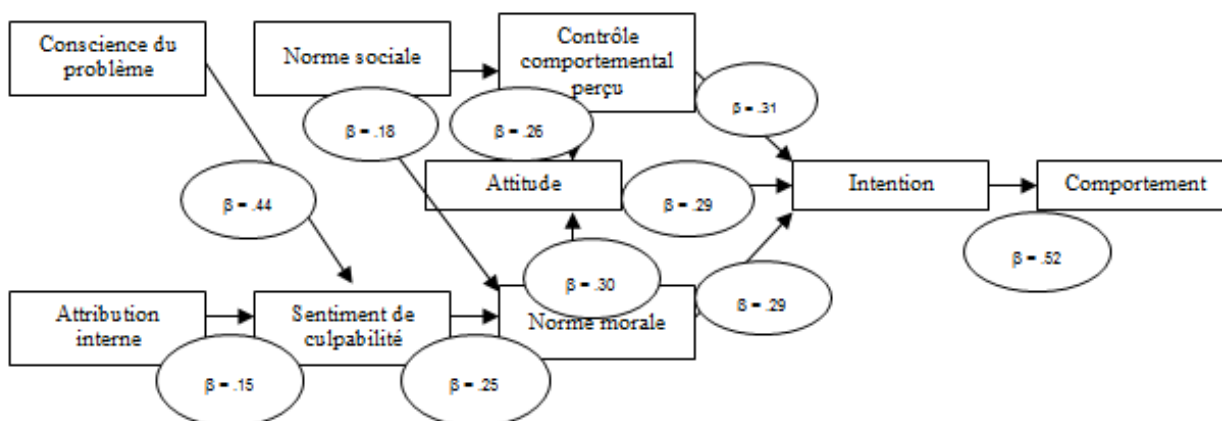 Conscience du
problème
Norme sociale
Contrôle
comportemental
perçu
β = .18
β = .26
β = .31
β = .44
Attitude
β = .29
Intention
Comportement
β = .52
β = .30
β = .29
Attribution
interne
Sentiment de
culpabilité
Norme morale
β = .15
β = .25